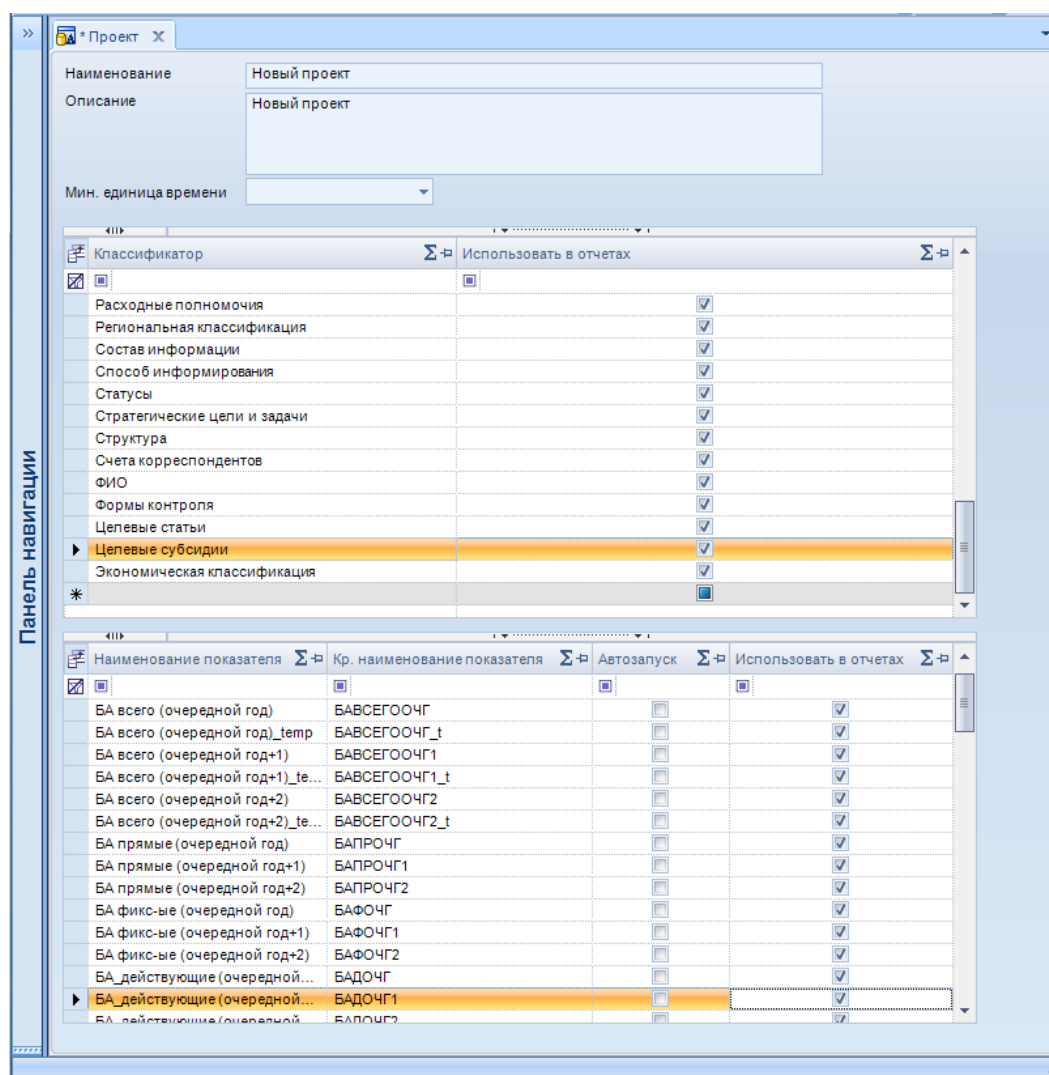 * Проект X
Наименование Новый проект
Описание Новый проект
Мин. единица времени
Панель навигации
Классификатор Σ Использовать в отчетах Σ
Расходные полномочия
Региональная классификация
Состав информации
Способ информирования
Статусы
Стратегические цели и задачи
Структура
Счета корреспондентов
ФИО
Формы контроля
Целевые статьи
Целевые субсидии
Экономическая классификация
Наименование показателя Σ Кр. наименование показателя Σ Автозапуск Σ Использовать в отчетах Σ
БА всего (очередной год) БАВСЕГООЧГ
БА всего (очередной год)_temp БАВСЕГООЧГ_t
БА всего (очередной год+1) БАВСЕГООЧГ1
БА всего (очередной год+1)_te... БАВСЕГООЧГ1_t
БА всего (очередной год+2) БАВСЕГООЧГ2
БА всего (очередной год+2)_te... БАВСЕГООЧГ2_t
БА прямые (очередной год) БАПРОЧГ
БА прямые (очередной год+1) БАПРОЧГ1
БА прямые (очередной год+2) БАПРОЧГ2
БА фикс-ые (очередной год) БАФОЧГ
БА фикс-ые (очередной год+1) БАФОЧГ1
БА фикс-ые (очередной год+2) БАФОЧГ2
БА_действующие (очередной... БАДОЧГ
БА_действующие (очередной... БАДОЧГ1
БА_действующие (очередной... БАДОЧГ2